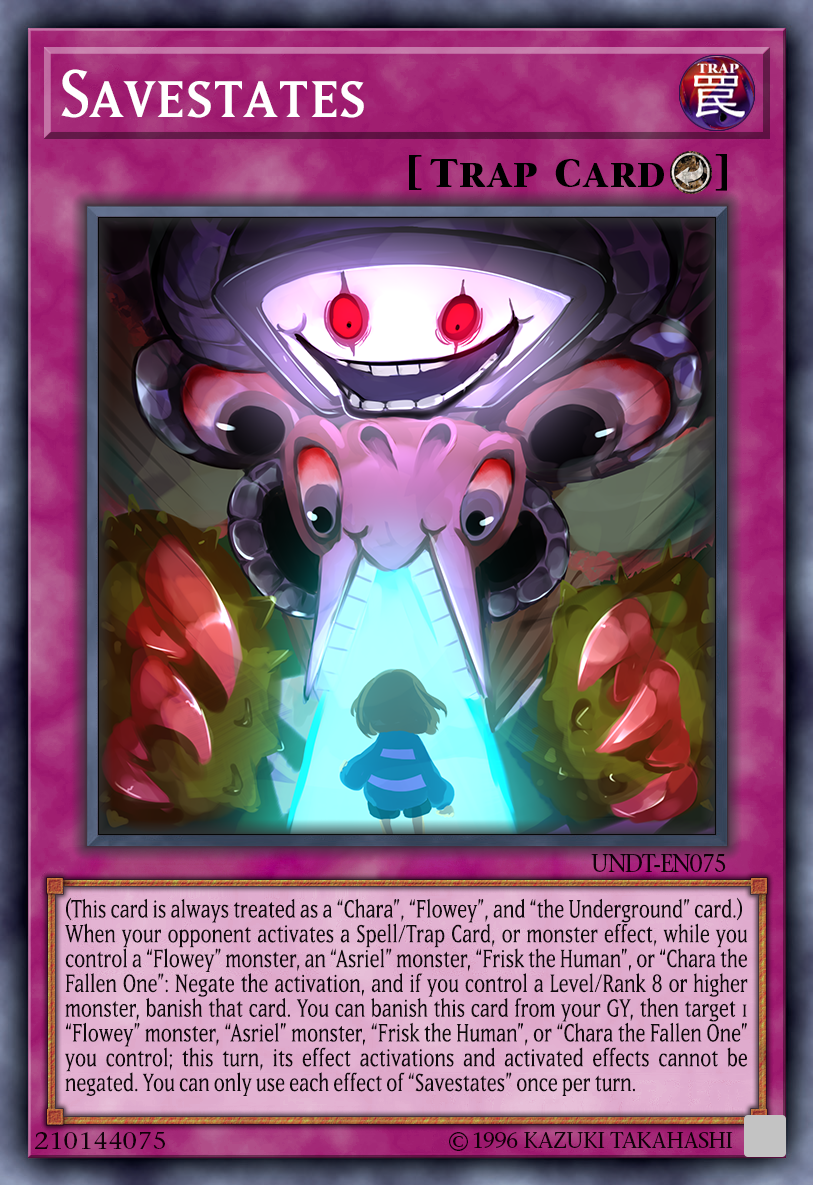 SAVESTATES
TRAP
罠
[TRAP CARD]
UNDT-EN075
(This card is always treated as a “Chara”, “Flowey”, and “the Underground” card.)
When your opponent activates a Spell/Trap Card, or monster effect, while you
control a “Flowey” monster, an “Asriel” monster, “Frisk the Human”, or “Chara the
Fallen One”: Negate the activation, and if you control a Level/Rank 8 or higher
monster, banish that card. You can banish this card from your GY, then target 1
“Flowey” monster, “Asriel” monster, “Frisk the Human”, or “Chara the Fallen One”
you control; this turn, its effect activations and activated effects cannot be
negated. You can only use each effect of “Savestates” once per turn.
210144075
© 1996 KAZUKI TAKAHASHI